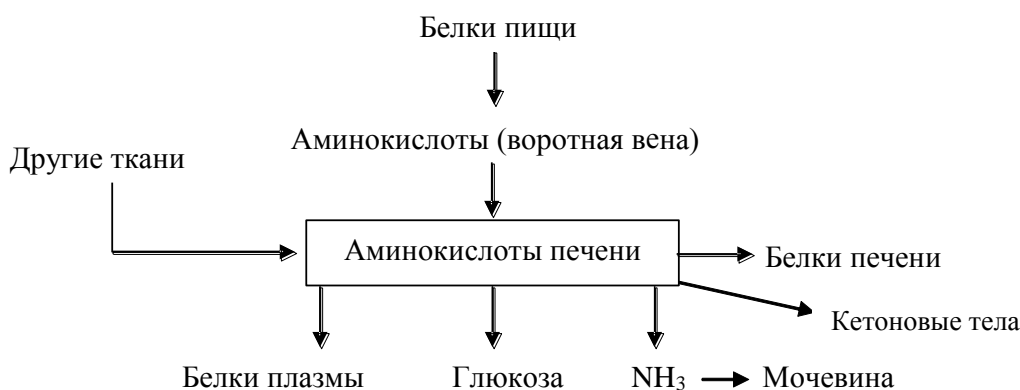 Белки пищи
Аминокислоты (воротная вена)
Другие ткани
Аминокислоты печени
Белки печени
Кетоновые тела
Белки плазмы Глюкоза NH₃ Мочевина